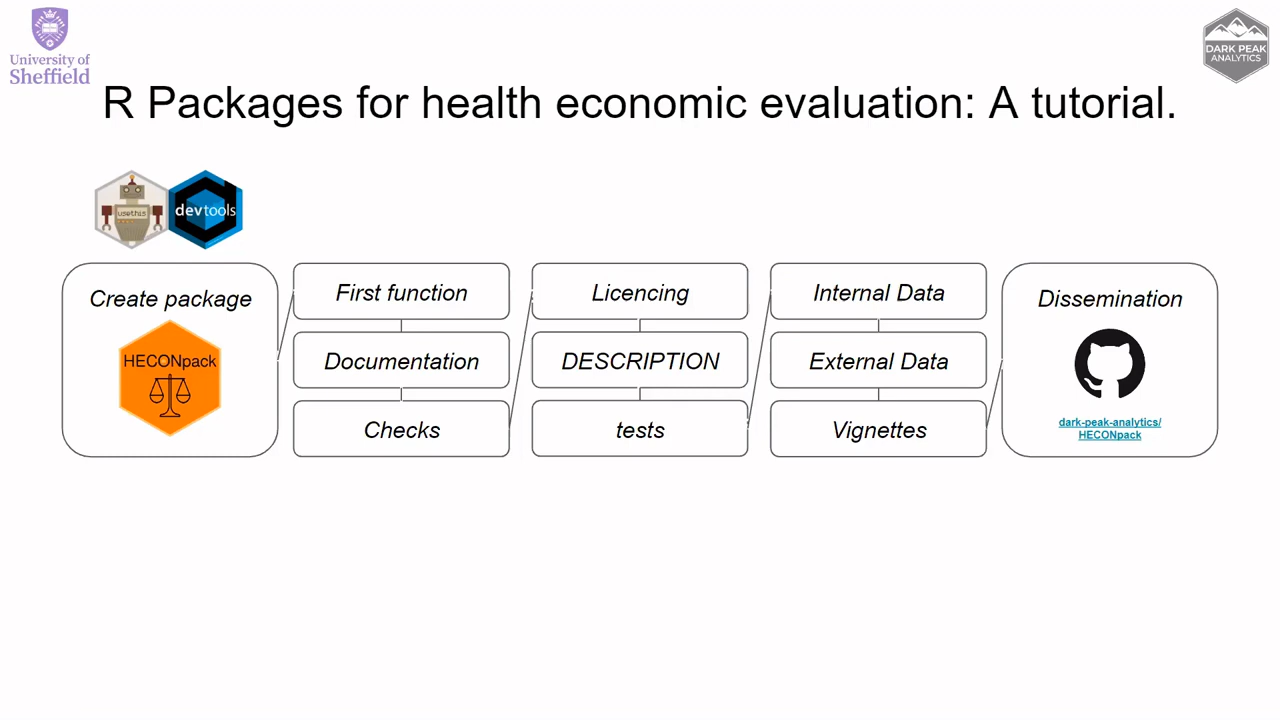 University of
Sheffield
DARK PEAK
ANALYTICS
R Packages for health economic evaluation: A tutorial.
usethis
devtools
Create package
HECONpack
First function
Documentation
Checks
Licencing
DESCRIPTION
tests
Internal Data
External Data
Vignettes
Dissemination
dark-peak-analytics/
HECONpack